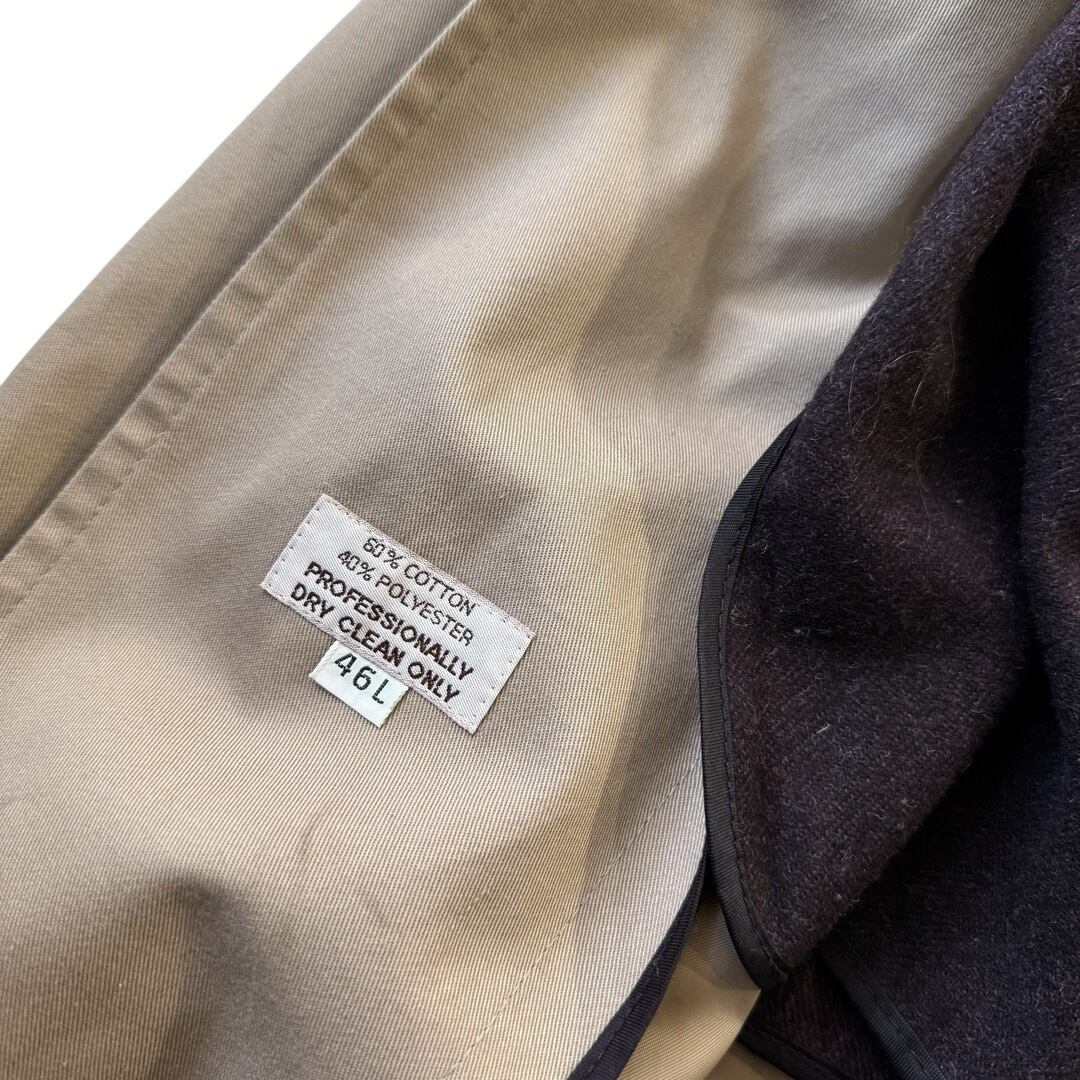 60% COTTON
40% POLYESTER
PROFESSIONALLY
DRY CLEAN ONLY
46L